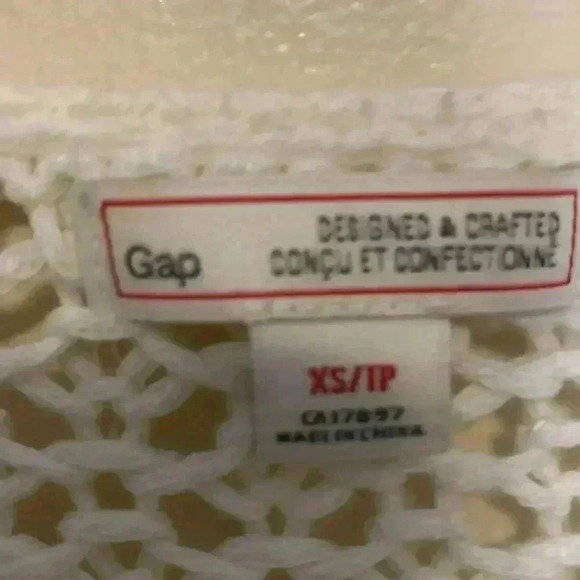 Gap
DESIGNED & CRAFTED
CONÇU ET CONFECTIONNÉ
XS/TP
CA17897
MADE IN CHINA